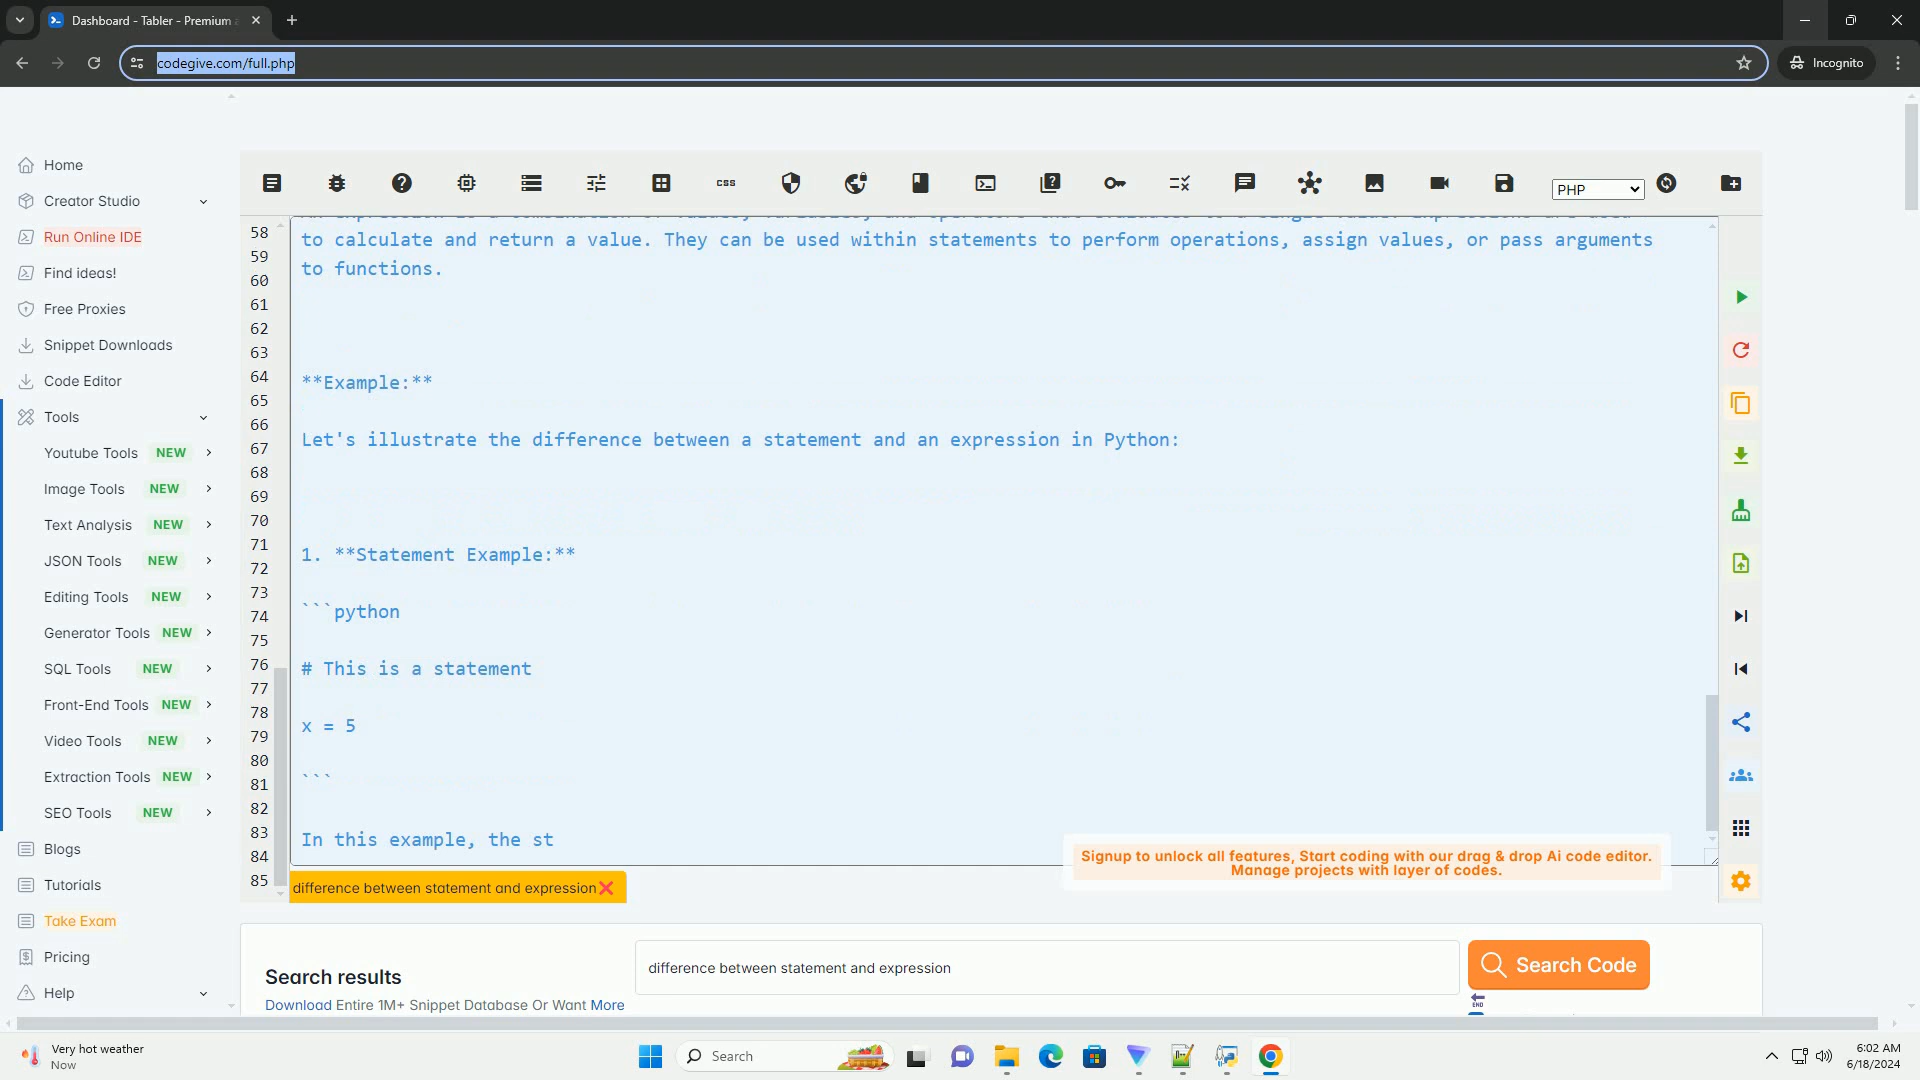 Dashboard - Tabler - Premium
codegive.com/full.php
Incognito
Home
Creator Studio
Run Online IDE
Find ideas!
Free Proxies
Snippet Downloads
Code Editor
Tools
Youtube Tools NEW
Image Tools NEW
Text Analysis NEW
JSON Tools NEW
Editing Tools NEW
Generator Tools NEW
SQL Tools NEW
Front-End Tools NEW
Video Tools NEW
Extraction Tools NEW
SEO Tools NEW
Blogs
Tutorials
Take Exam
Pricing
Help
css
PHP
58
59
60
61
62
63
64
65
66
67
68
69
70
71
72
73
74
75
76
77
78
79
80
81
82
83
84
85
to calculate and return a value. They can be used within statements to perform operations, assign values, or pass arguments
to functions.
**Example:**
Let's illustrate the difference between a statement and an expression in Python:
1. **Statement Example:**
```python
# This is a statement
x = 5
```
In this example, the st
Signup to unlock all features, Start coding with our drag & drop Ai code editor.
Manage projects with layer of codes.
difference between statement and expression
Search results
Download Entire 1M+ Snippet Database Or Want More
difference between statement and expression
Search Code
END
Very hot weather
Now
Search
6:02 AM
6/18/2024